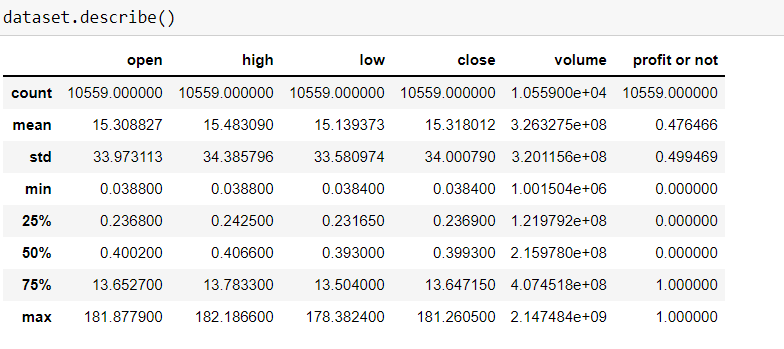 dataset.describe()
open high low close volume profit or not
count 10559.000000 10559.000000 10559.000000 10559.000000 1.055900e+04 10559.000000
mean 15.308827 15.483090 15.139373 15.318012 3.263275e+08 0.476466
std 33.973113 34.385796 33.580974 34.000790 3.201156e+08 0.499469
min 0.038800 0.038800 0.038400 0.038400 1.001504e+06 0.000000
25% 0.236800 0.242500 0.231650 0.236900 1.219792e+08 0.000000
50% 0.400200 0.406600 0.393000 0.399300 2.159780e+08 0.000000
75% 13.652700 13.783300 13.504000 13.647150 4.074518e+08 1.000000
max 181.877900 182.186600 178.382400 181.260500 2.147484e+09 1.000000